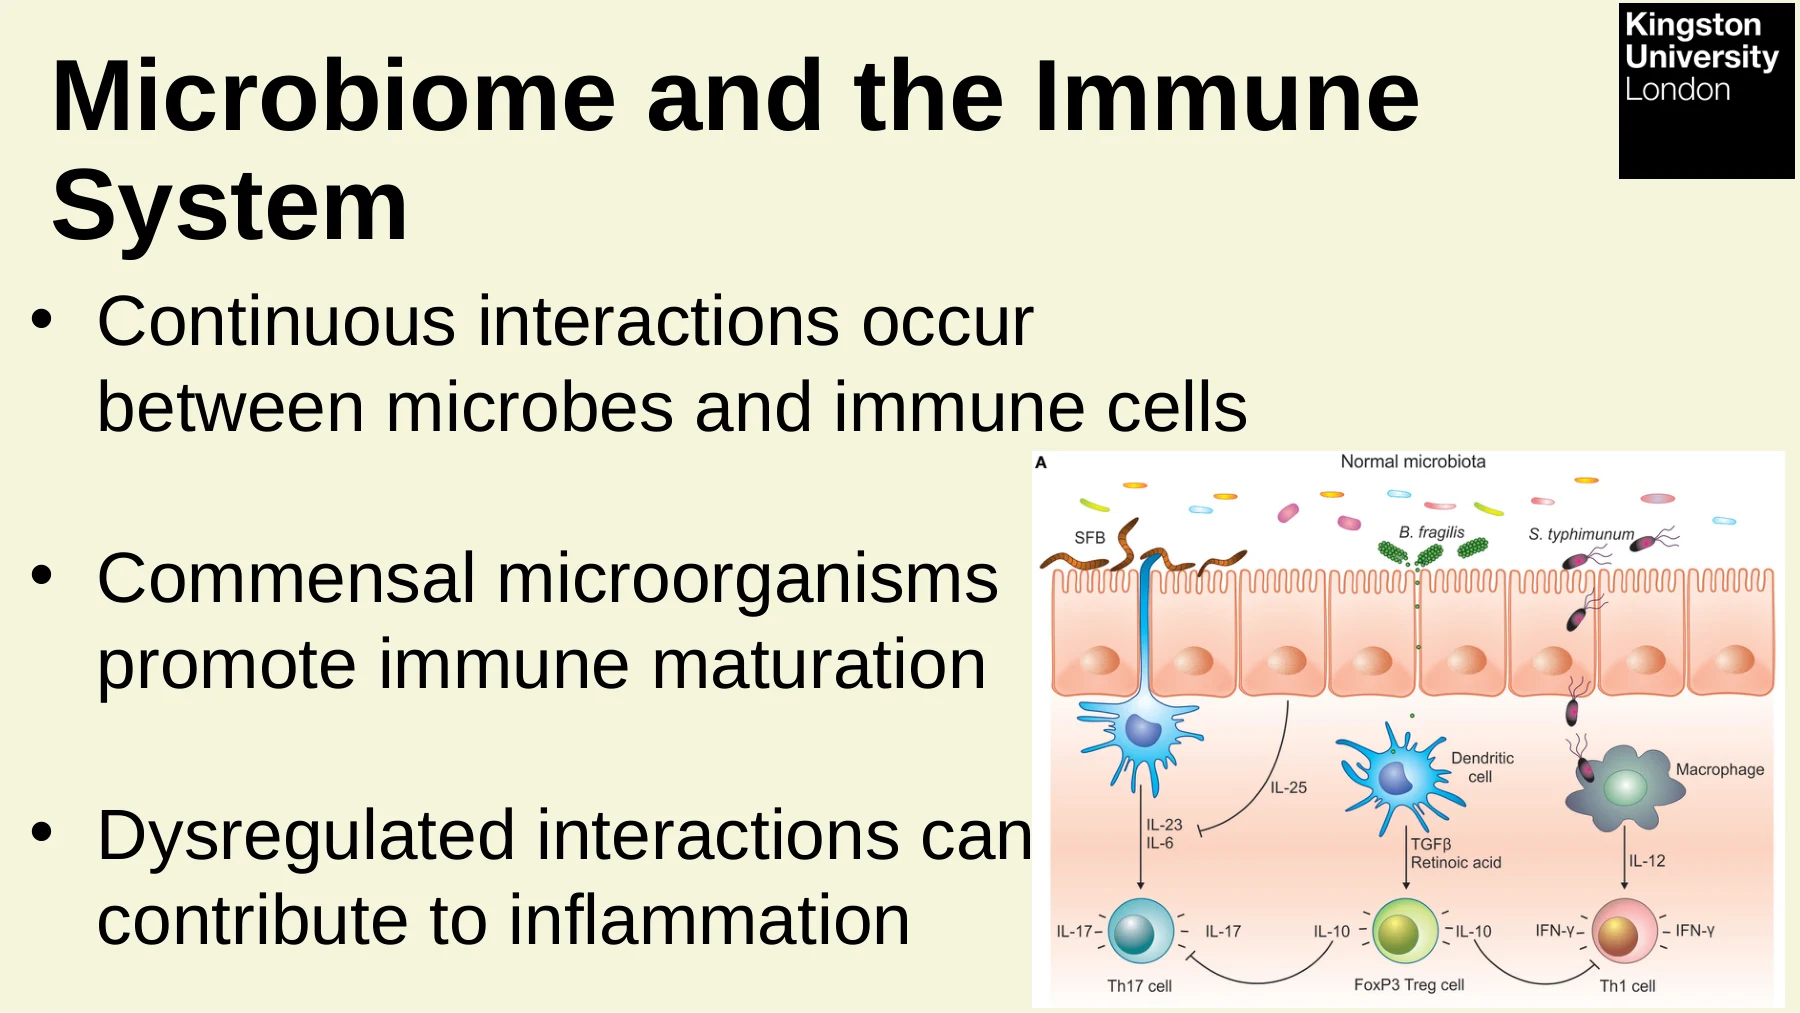 Kingston
University
London
Microbiome and the Immune
System
• Continuous interactions occur
between microbes and immune cells
• Commensal microorganisms
promote immune maturation
• Dysregulated interactions can
contribute to inflammation
A
Normal microbiota
SFB
B. fragilis
S. typhimunum
Dendritic
cell
Macrophage
IL-25
IL-23
IL-6
TGFβ
Retinoic acid
IL-12
IL-17
IL-17
IL-10
IL-10
IFN-γ
IFN-γ
Th17 cell
FoxP3 Treg cell
Th1 cell